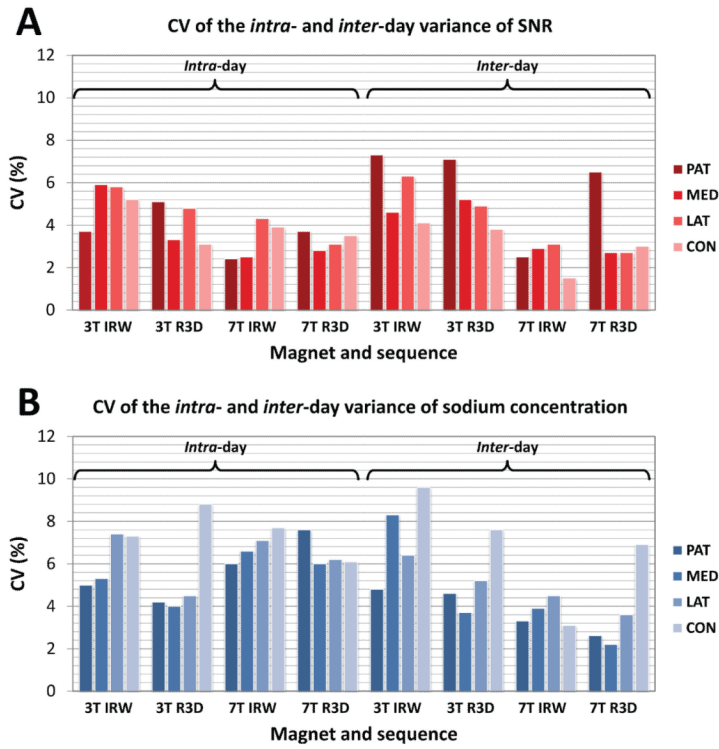 A
CV of the intra- and inter-day variance of SNR
Intra-day
Inter-day
12
10
8
6
4
2
0
CV (%)
PAT
MED
LAT
CON
3T IRW 3T R3D 7T IRW 7T R3D 3T IRW 3T R3D 7T IRW 7T R3D
Magnet and sequence
B
CV of the intra- and inter-day variance of sodium concentration
Intra-day
Inter-day
12
10
8
6
4
2
0
CV (%)
PAT
MED
LAT
CON
3T IRW 3T R3D 7T IRW 7T R3D 3T IRW 3T R3D 7T IRW 7T R3D
Magnet and sequence